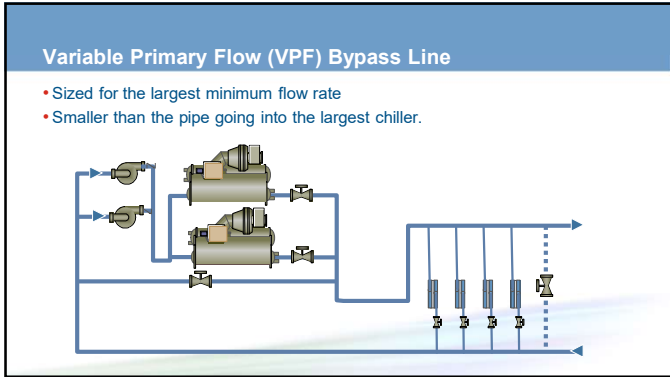 Variable Primary Flow (VPF) Bypass Line
• Sized for the largest minimum flow rate
• Smaller than the pipe going into the largest chiller.